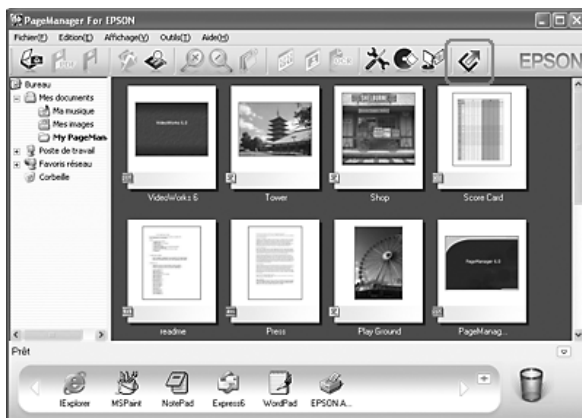 PageManager For EPSON
Fichier(F) Edition(E) Affichage(V) Outils(T) Aide(H)
EPSON
Bureau
Mes documents
Ma musique
Mes images
My PageMan
Poste de travail
Favoris réseau
Corbeille
VideoWorks 6
Tower
Shop
Score Card
readme
Press
Play Ground
PageManag...
Prêt
IExplorer
MSPaint
NotePad
Express6
WordPad
EPSON A...